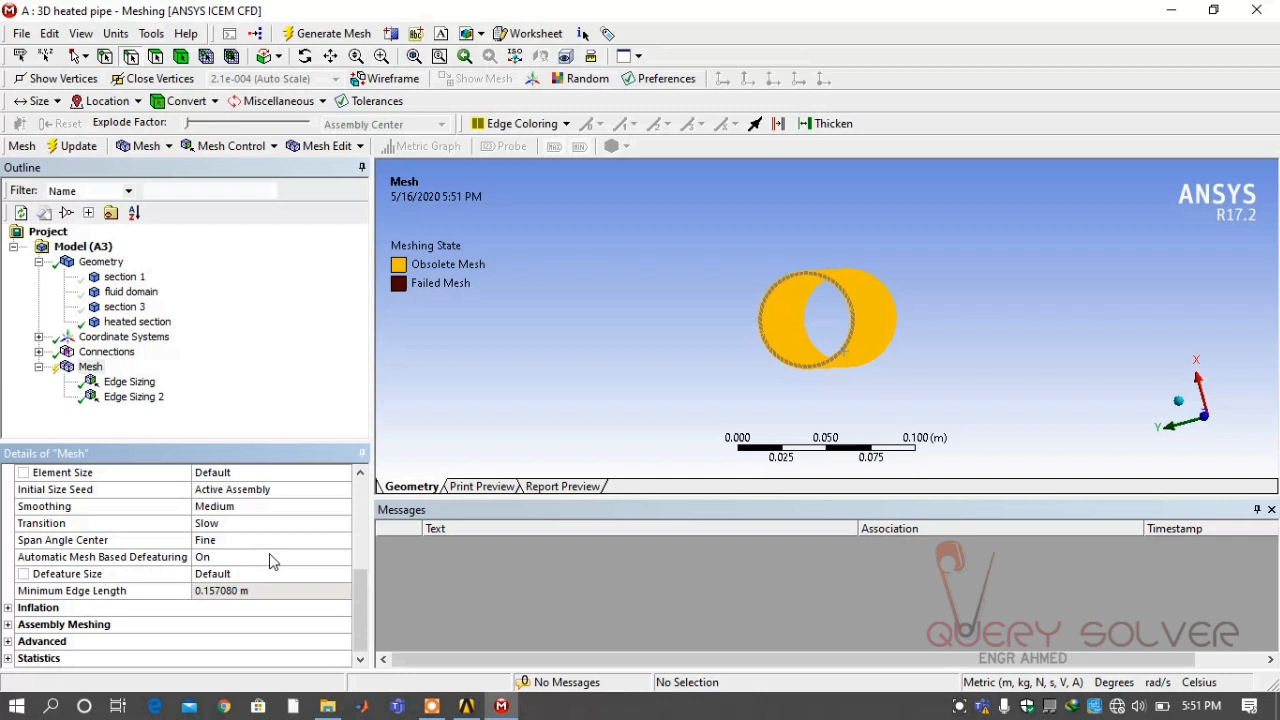 A : 3D heated pipe - Meshing [ANSYS ICEM CFD]
File Edit View Units Tools Help Generate Mesh Worksheet
Show Vertices Close Vertices 2.1e-004 (Auto Scale) Wireframe Show Mesh Random Preferences
Size Location Convert Miscellaneous Tolerances
Reset Explode Factor: Assembly Center Edge Coloring Thicken
Mesh Update Mesh Mesh Control Mesh Edit Metric Graph Probe MAX MIN
Outline
Filter: Name
Project
Model (A3)
Geometry
section 1
fluid domain
section 3
heated section
Coordinate Systems
Connections
Mesh
Edge Sizing
Edge Sizing 2
Details of "Mesh"
Element Size Default
Initial Size Seed Active Assembly
Smoothing Medium
Transition Slow
Span Angle Center Fine
Automatic Mesh Based Defeaturing On
Defeature Size Default
Minimum Edge Length 0.157080 m
Inflation
Assembly Meshing
Advanced
Statistics
Mesh
5/16/2020 5:51 PM
Meshing State
Obsolete Mesh
Failed Mesh
ANSYS
R17.2
X
Y
0.000 0.050 0.100 (m)
0.025 0.075
Geometry Print Preview Report Preview
Messages
Text Association Timestamp
QUERY SOLVER
ENGR AHMED
No Messages No Selection Metric (m, kg, N, s, V, A) Degrees rad/s Celsius
5:51 PM